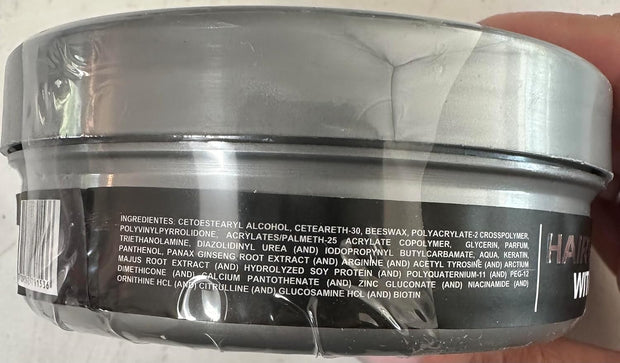 INGREDIENTES: CETOESTEARYL ALCOHOL, CETEARETH-30, BEESWAX, POLYACRYLATE-2 CROSSPOLYMER,
POLYVINYLPYRROLIDONE, ACRYLATES/PALMETH-25 ACRYLATE COPOLYMER, GLYCERIN, PARFUM,
TRIETHANOLAMINE, DIAZOLIDINYL UREA (AND) IODOPROPYNYL BUTYLCARBAMATE, AQUA, KERATIN,
PANTHENOL, PANAX GINSENG ROOT EXTRACT (AND) ARGININE (AND) ACETYL TYROSINE (AND) ARCTIUM
MAJUS ROOT EXTRACT (AND) HYDROLYZED SOY PROTEIN (AND) POLYQUATERNIUM-11 (AND) PEG-12
DIMETHICONE (AND) CALCIUM PANTOTHENATE (AND) ZINC GLUCONATE (AND) NIACINAMIDE (AND)
ORNITHINE HCL (AND) CITRULLINE (AND) GLUCOSAMINE HCL (AND) BIOTIN
HAIR